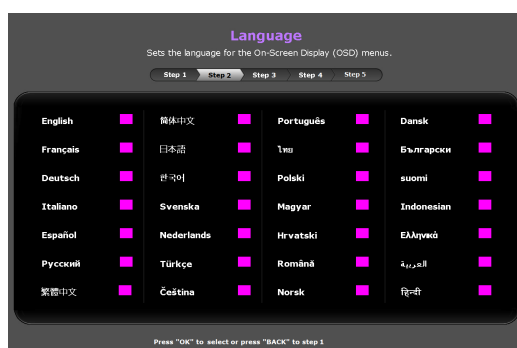 Language
Sets the language for the On-Screen Display (OSD) menus.
Step 1 Step 2 Step 3 Step 4 Step 5
English 简体中文 Português Dansk
Français 日本語 ไทย Български
Deutsch 한국어 Polski suomi
Italiano Svenska Magyar Indonesian
Español Nederlands Hrvatski Ελληνικά
Русский Türkçe Română العربية
繁體中文 Čeština Norsk हिन्दी
Press "OK" to select or press "BACK" to step 1